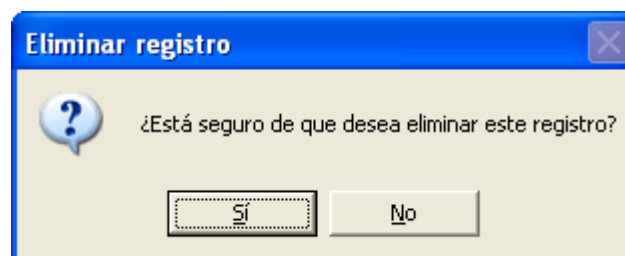 Eliminar registro
¿Está seguro de que desea eliminar este registro?
Sí No